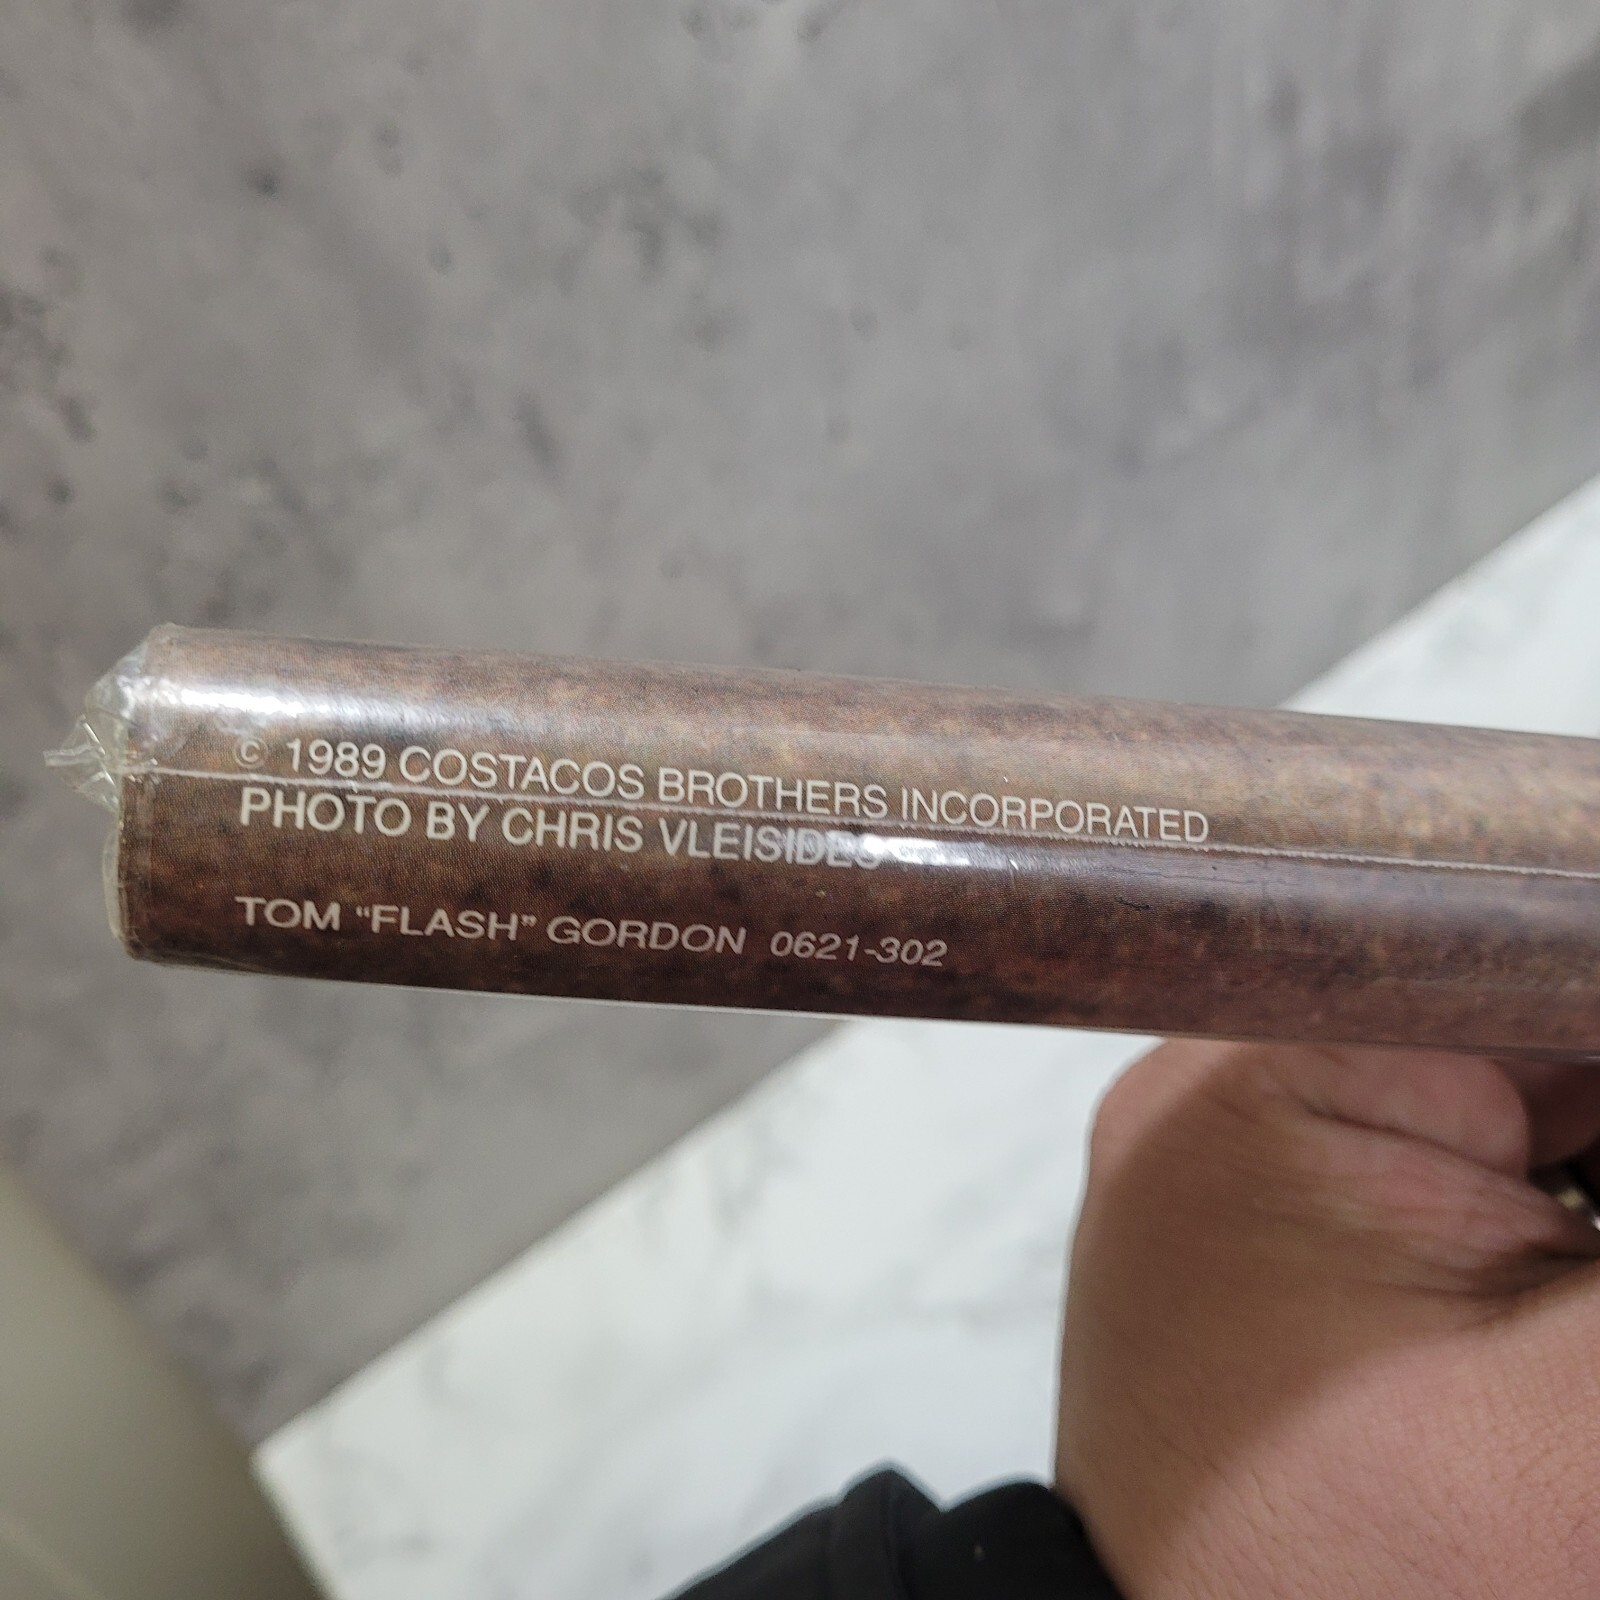 © 1989 COSTACOS BROTHERS INCORPORATED
PHOTO BY CHRIS VLEISIDES
TOM “FLASH” GORDON 0621-302